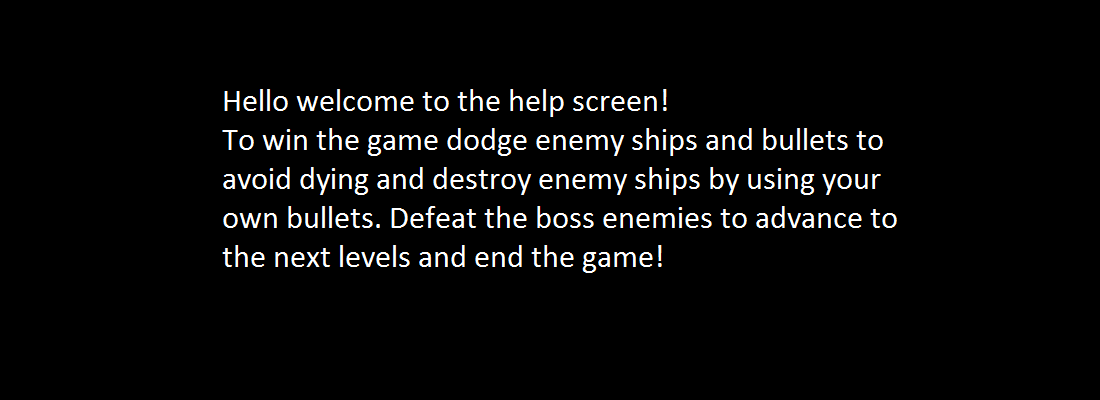 Hello welcome to the help screen!
To win the game dodge enemy ships and bullets to
avoid dying and destroy enemy ships by using your
own bullets. Defeat the boss enemies to advance to
the next levels and end the game!